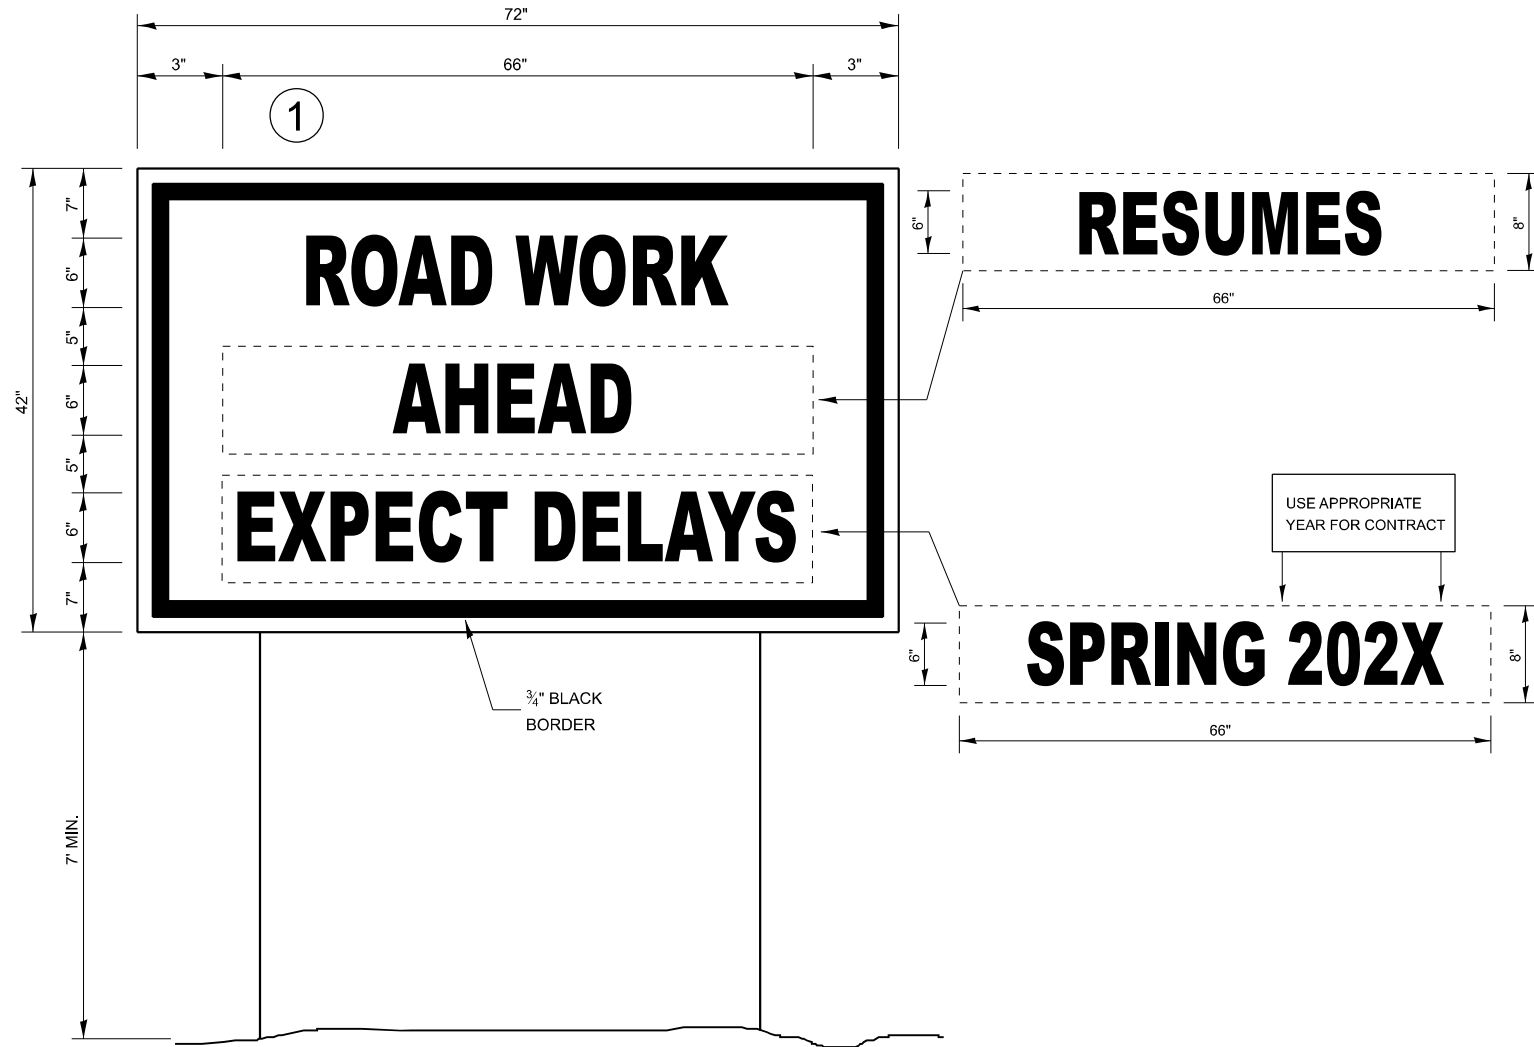 72"
3" 66" 3"
1
7"
6"
5"
6"
5"
6"
7"
42"
7' MIN.
ROAD WORK
AHEAD
EXPECT DELAYS
¾" BLACK
BORDER
6"
RESUMES
8"
66"
USE APPROPRIATE
YEAR FOR CONTRACT
6"
SPRING 202X
8"
66"